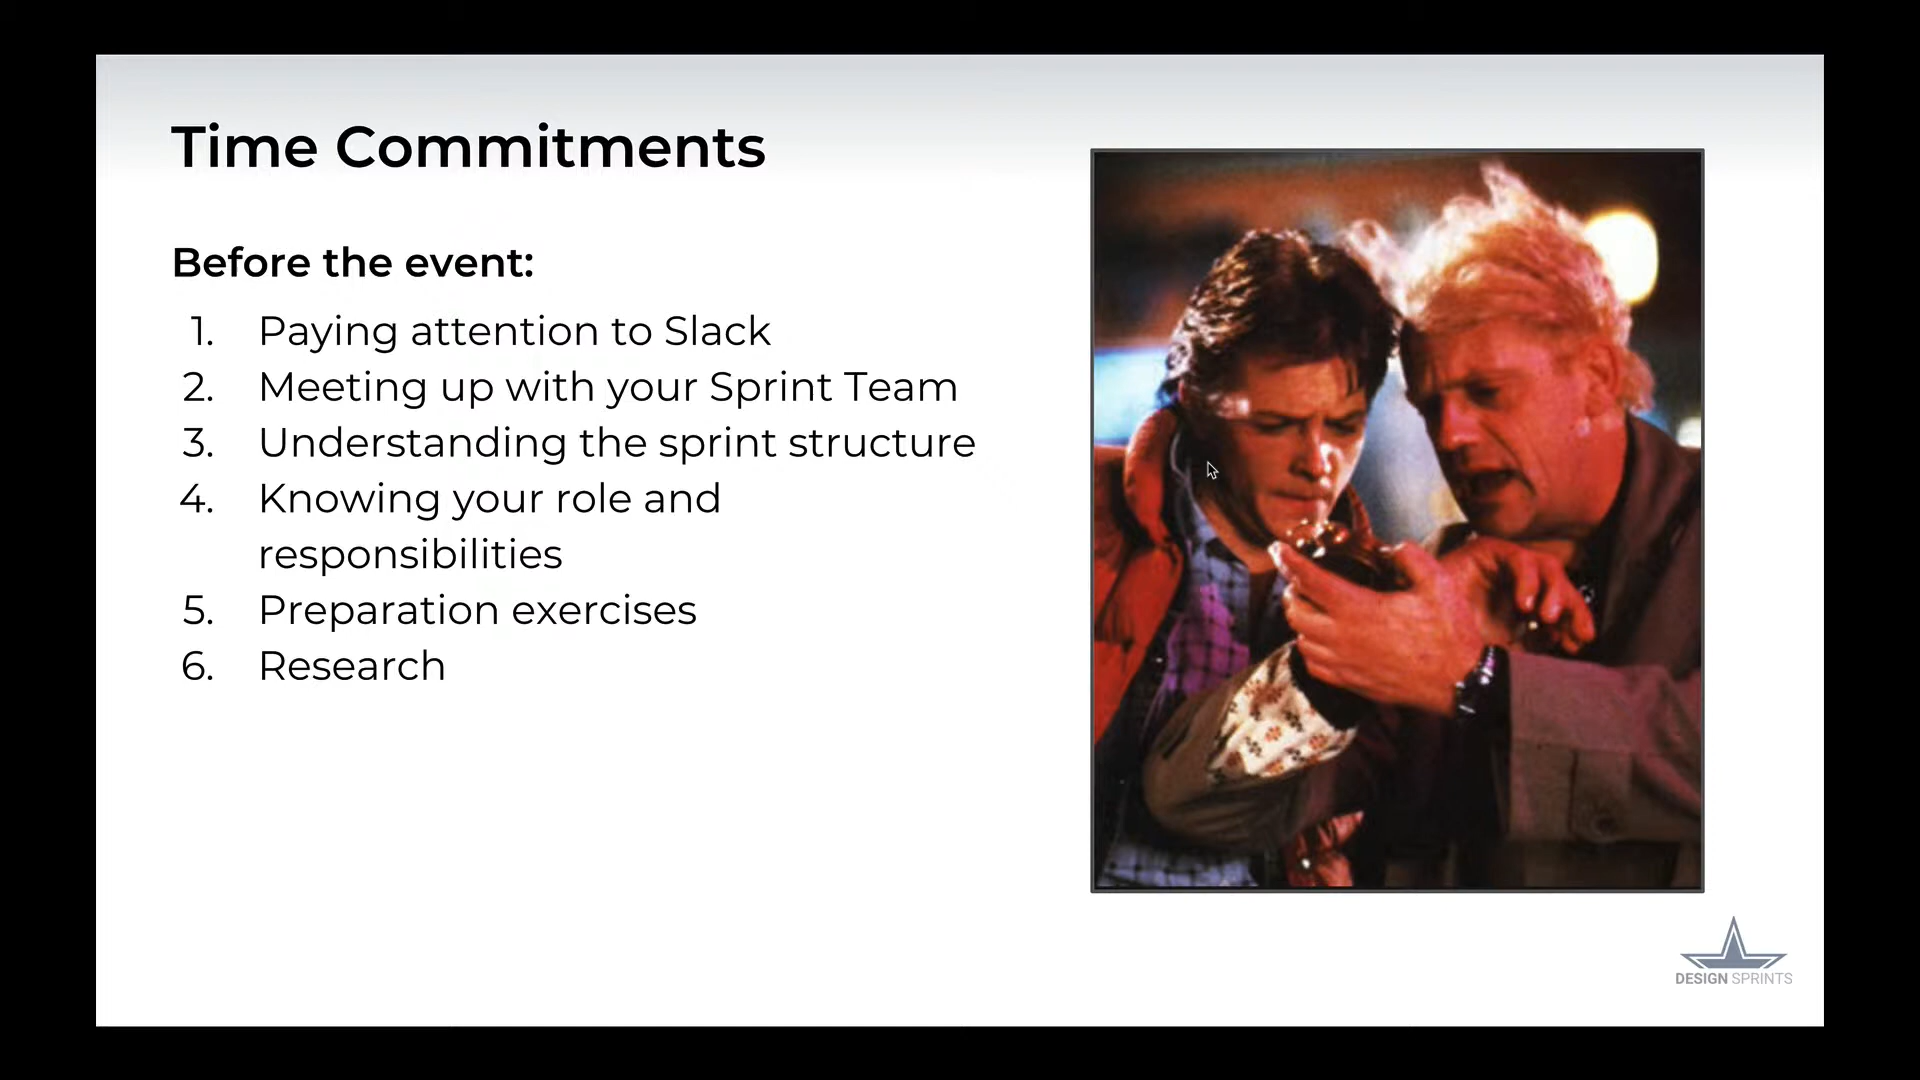 Time Commitments
Before the event:
1. Paying attention to Slack
2. Meeting up with your Sprint Team
3. Understanding the sprint structure
4. Knowing your role and
responsibilities
5. Preparation exercises
6. Research
DESIGN SPRINTS